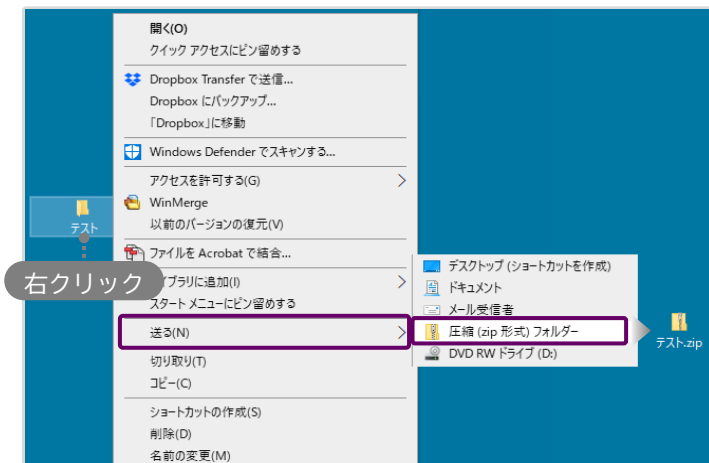 開く(O)
クイック アクセスにピン留めする
Dropbox Transfer で送信...
Dropbox にバックアップ...
「Dropbox」に移動
Windows Defender でスキャンする...
アクセスを許可する(G)
WinMerge
以前のバージョンの復元(V)
テスト
ファイルを Acrobat で結合...
右クリック
イブラリに追加(I)
スタート メニューにピン留めする
送る(N)
切り取り(T)
コピー(C)
ショートカットの作成(S)
削除(D)
名前の変更(M)
デスクトップ (ショートカットを作成)
ドキュメント
メール受信者
圧縮 (zip 形式) フォルダー
DVD RW ドライブ (D:)
テスト.zip